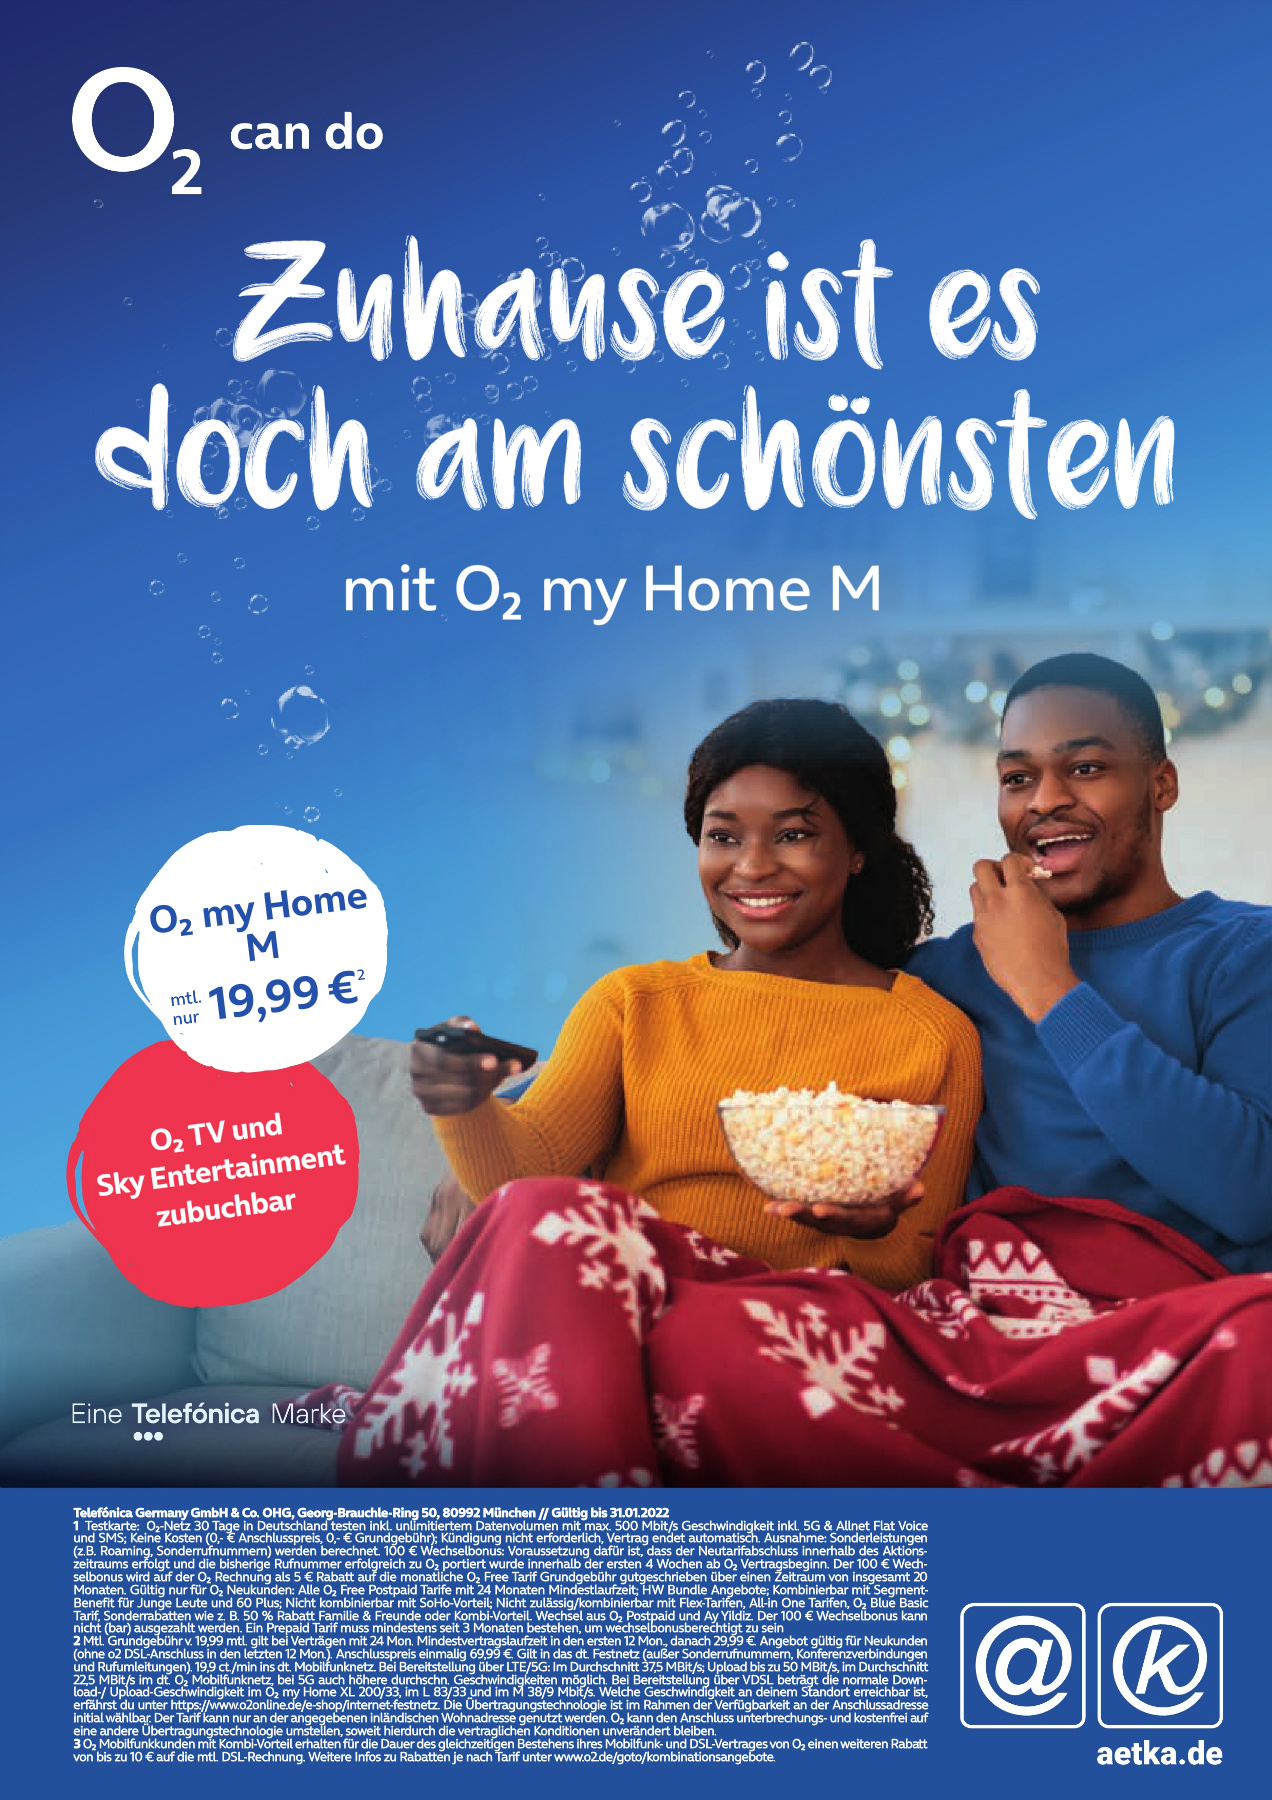 O₂ can do
Zuhause ist es
doch am schönsten
mit O₂ my Home M
O₂ my Home
M
mtl.
nur 19,99 €²
O₂ TV und
Sky Entertainment
zubuchbar
Eine Telefónica Marke
Telefónica Germany GmbH & Co. OHG, Georg-Brauchle-Ring 50, 80992 München // Gültig bis 31.01.2022
1 Testkarte: O₂-Netz 30 Tage in Deutschland testen inkl. unlimitiertem Datenvolumen mit max. 500 Mbit/s Geschwindigkeit inkl. 5G & Allnet Flat Voice
und SMS; Keine Kosten (0,- € Anschlusspreis, 0,- € Grundgebühr); Kündigung nicht erforderlich, Vertrag endet automatisch. Ausnahme: Sonderleistungen
(z.B. Roaming, Sonderrufnummern) werden berechnet. 100 € Wechselbonus: Voraussetzung dafür ist, dass der Neutarifabschluss innerhalb des Aktions-
zeitraums erfolgt und die bisherige Rufnummer erfolgreich zu O₂ portiert wurde innerhalb der ersten 4 Wochen ab O₂ Vertragsbeginn. Der 100 € Wech-
selbonus wird auf der O₂ Rechnung als 5 € Rabatt auf die monatliche O₂ Free Tarif Grundgebühr gutgeschrieben über einen Zeitraum von insgesamt 20
Monaten. Gültig nur für O₂ Neukunden: Alle O₂ Free Postpaid Tarife mit 24 Monaten Mindestlaufzeit; HW Bundle Angebote; Kombinierbar mit Segment-
Benefit für Junge Leute und 60 Plus; Nicht kombinierbar mit SoHo-Vorteil; Nicht zulässig/kombinierbar mit Flex-Tarifen, All-in One Tarifen, O₂ Blue Basic
Tarif, Sonderrabatten wie z. B. 50 % Rabatt Familie & Freunde oder Kombi-Vorteil. Wechsel aus O₂ Postpaid und Ay Yildiz. Der 100 € Wechselbonus kann
nicht (bar) ausgezahlt werden. Ein Prepaid Tarif muss mindestens seit 3 Monaten bestehen, um wechselbonusberechtigt zu sein
2 Mtl. Grundgebühr v. 19,99 mtl. gilt bei Verträgen mit 24 Mon. Mindestvertragslaufzeit in den ersten 12 Mon., danach 29,99 €. Angebot gültig für Neukunden
(ohne o2 DSL-Anschluss in den letzten 12 Mon.). Anschlusspreis einmalig 69,99 €. Gilt in das dt. Festnetz (außer Sonderrufnummern, Konferenzverbindungen
und Rufumleitungen). 19,9 ct./min ins dt. Mobilfunknetz. Bei Bereitstellung über LTE/5G: Im Durchschnitt 37,5 MBit/s; Upload bis zu 50 MBit/s, im Durchschnitt
22,5 MBit/s im dt. O₂ Mobilfunknetz, bei 5G auch höhere durchschn. Geschwindigkeiten möglich. Bei Bereitstellung über VDSL beträgt die normale Down-
load-/ Upload-Geschwindigkeit im O₂ my Home XL 200/33, im L 83/33 und im M 38/9 Mbit/s. Welche Geschwindigkeit an deinem Standort erreichbar ist,
erfährst du unter https://www.o2online.de/e-shop/internet-festnetz. Die Übertragungstechnologie ist im Rahmen der Verfügbarkeit an der Anschlussadresse
initial wählbar. Der Tarif kann nur an der angegebenen inländischen Wohnadresse genutzt werden. O₂ kann den Anschluss unterbrechungs- und kostenfrei auf
eine andere Übertragungstechnologie umstellen, soweit hierdurch die vertraglichen Konditionen unverändert bleiben.
3 O₂ Mobilfunkkunden mit Kombi-Vorteil erhalten für die Dauer des gleichzeitigen Bestehens ihres Mobilfunk- und DSL-Vertrages von O₂ einen weiteren Rabatt
von bis zu 10 € auf die mtl. DSL-Rechnung. Weitere Infos zu Rabatten je nach Tarif unter www.o2.de/goto/kombinationsangebote.
@ k
aetka.de